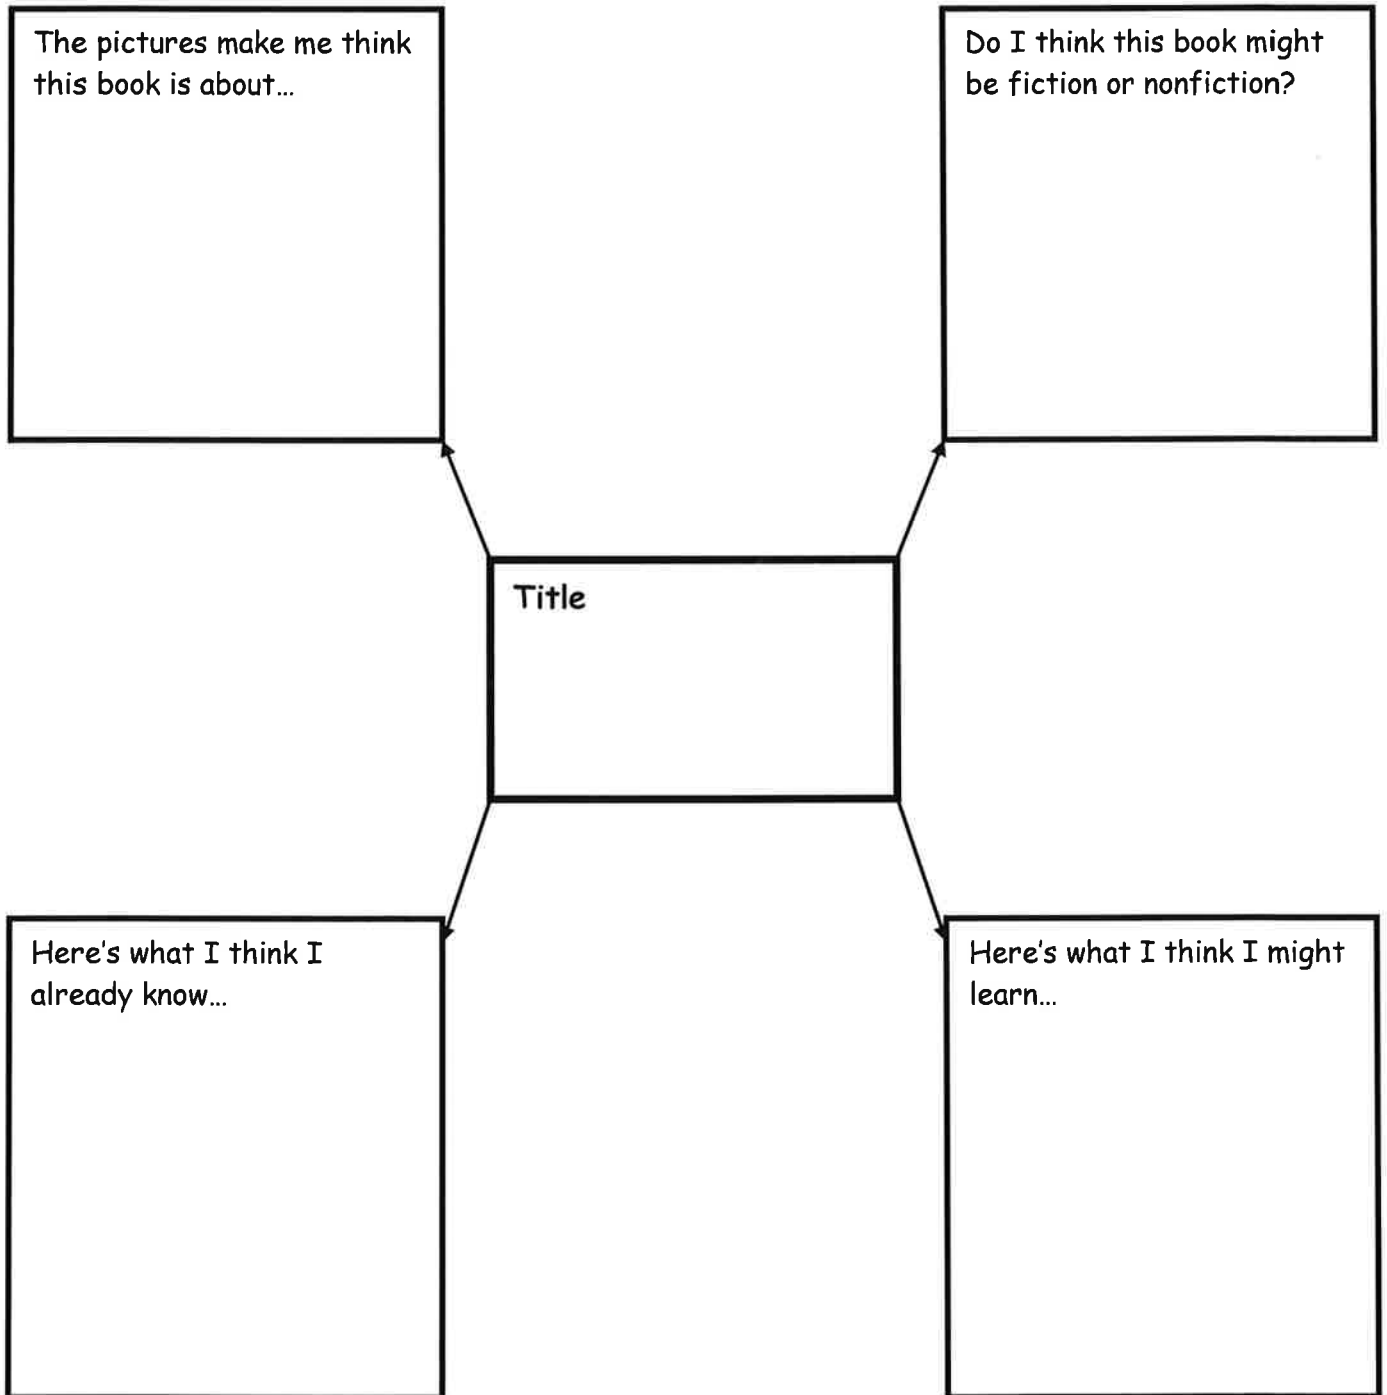 The pictures make me think
this book is about...
Do I think this book might
be fiction or nonfiction?
Title
Here's what I think I
already know...
Here's what I think I might
learn...